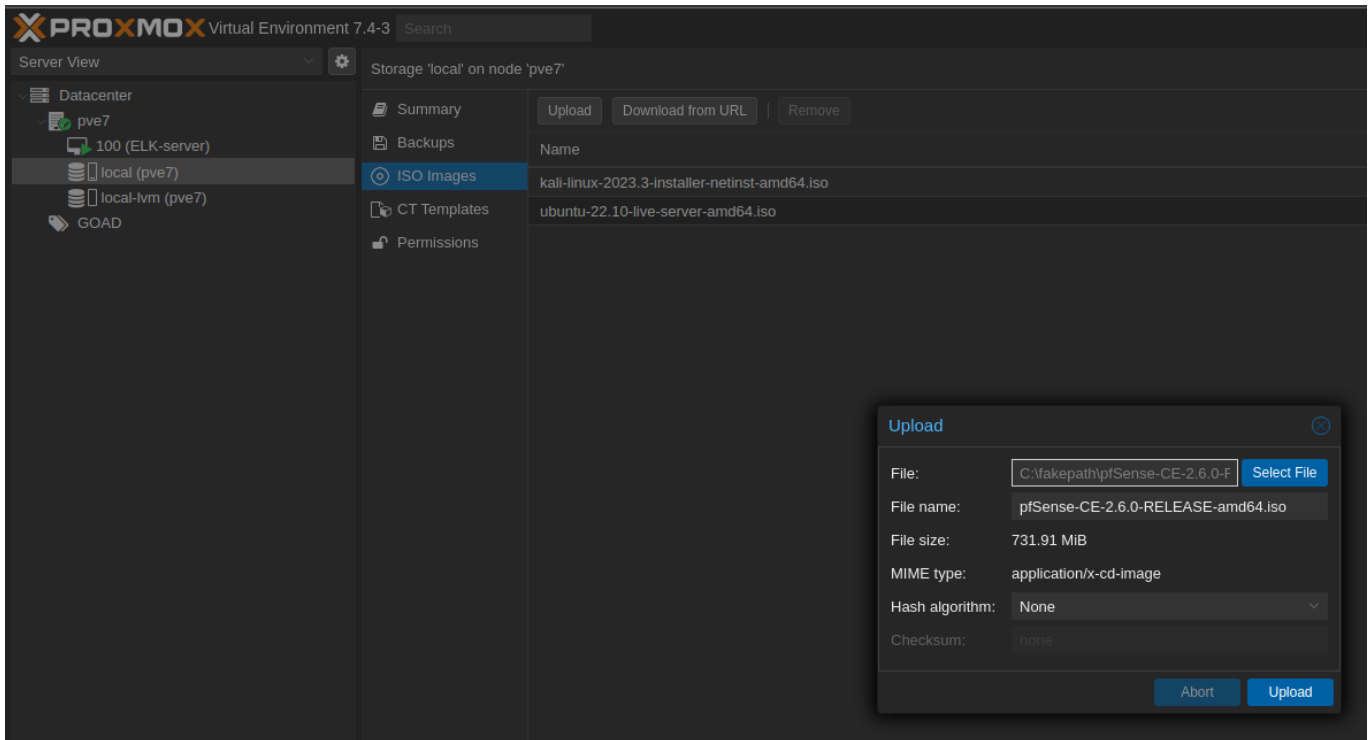 PROXMOX Virtual Environment 7.4-3 Search
Server View
Storage 'local' on node 'pve7'
Datacenter
pve7
100 (ELK-server)
local (pve7)
local-lvm (pve7)
GOAD
Summary
Backups
ISO Images
CT Templates
Permissions
Upload Download from URL Remove
Name
kali-linux-2023.3-installer-netinst-amd64.iso
ubuntu-22.10-live-server-amd64.iso
Upload
File: C:\fakepath\pfSense-CE-2.6.0-F Select File
File name: pfSense-CE-2.6.0-RELEASE-amd64.iso
File size: 731.91 MiB
MIME type: application/x-cd-image
Hash algorithm: None
Checksum: none
Abort Upload